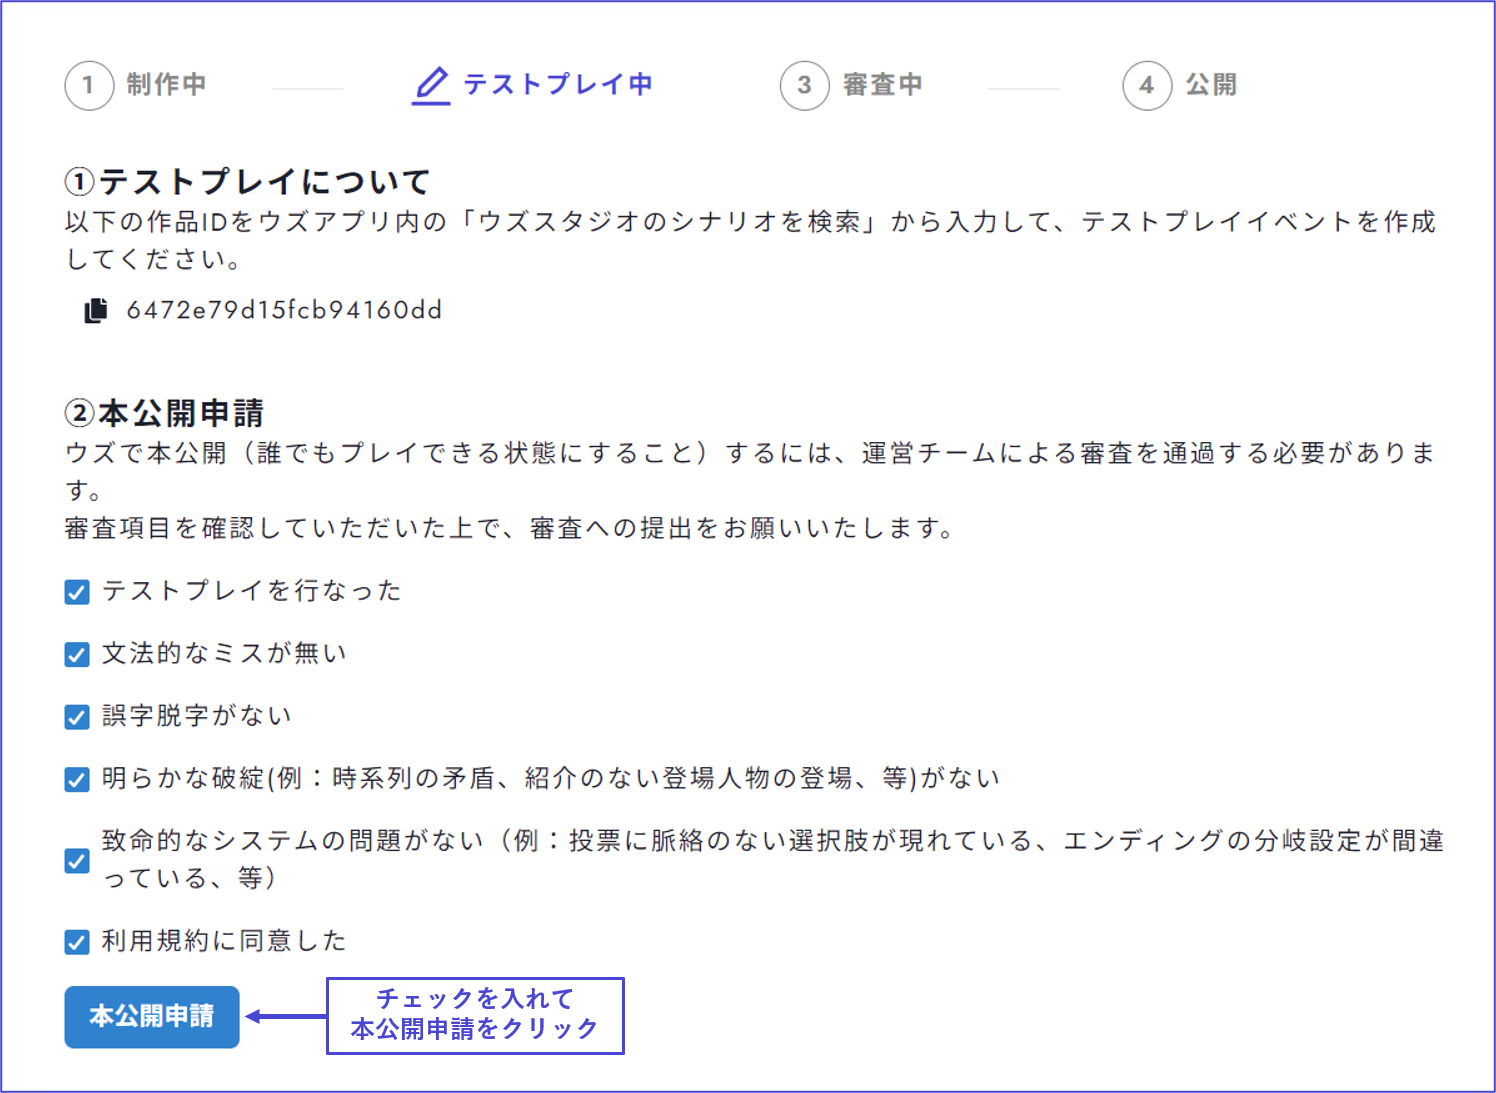 1 制作中 テストプレイ中 3 審査中 4 公開
①テストプレイについて
以下の作品IDをウズアプリ内の「ウズスタジオのシナリオを検索」から入力して、テストプレイイベントを作成
してください。
6472e79d15fcb94160dd
②本公開申請
ウズで本公開（誰でもプレイできる状態にすること）するには、運営チームによる審査を通過する必要がありま
す。
審査項目を確認していただいた上で、審査への提出をお願いいたします。
テストプレイを行なった
文法的なミスが無い
誤字脱字がない
明らかな破綻(例：時系列の矛盾、紹介のない登場人物の登場、等)がない
致命的なシステムの問題がない（例：投票に脈絡のない選択肢が現れている、エンディングの分岐設定が間違
っている、等）
利用規約に同意した
本公開申請
チェックを入れて
本公開申請をクリック